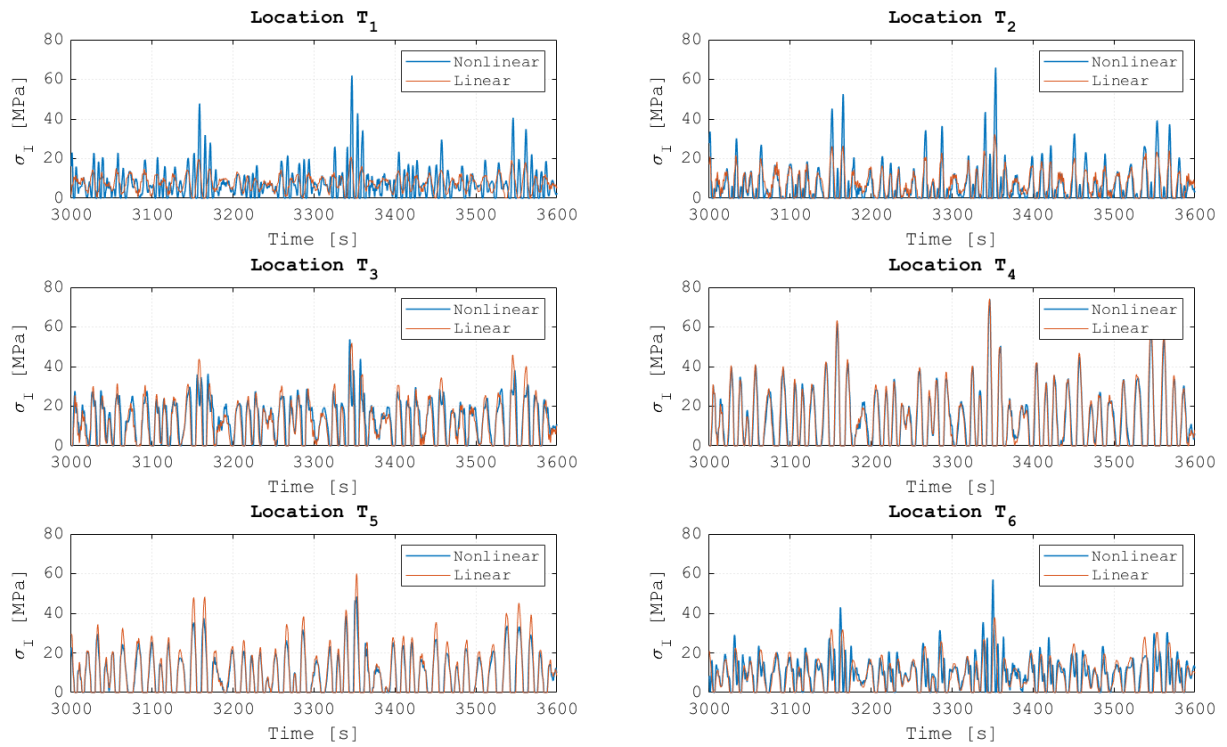 Location T1
80
60
40
20
0
σI [MPa]
Nonlinear
Linear
3000 3100 3200 3300 3400 3500 3600
Time [s]
Location T2
80
60
40
20
0
σI [MPa]
Nonlinear
Linear
3000 3100 3200 3300 3400 3500 3600
Time [s]
Location T3
80
60
40
20
0
σI [MPa]
Nonlinear
Linear
3000 3100 3200 3300 3400 3500 3600
Time [s]
Location T4
80
60
40
20
0
σI [MPa]
Nonlinear
Linear
3000 3100 3200 3300 3400 3500 3600
Time [s]
Location T5
80
60
40
20
0
σI [MPa]
Nonlinear
Linear
3000 3100 3200 3300 3400 3500 3600
Time [s]
Location T6
80
60
40
20
0
σI [MPa]
Nonlinear
Linear
3000 3100 3200 3300 3400 3500 3600
Time [s]